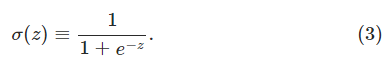 σ(z) ≡ 1 / (1 + e^{−z}) . (3)